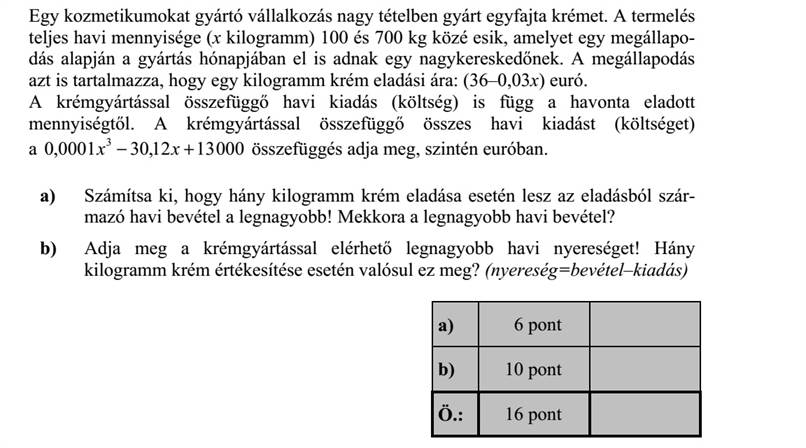 Egy kozmetikumokat gyártó vállalkozás nagy tételben gyárt egyfajta krémet. A termelés
teljes havi mennyisége (x kilogramm) 100 és 700 kg közé esik, amelyet egy megállapo-
dás alapján a gyártás hónapjában el is adnak egy nagykereskedőnek. A megállapodás
azt is tartalmazza, hogy egy kilogramm krém eladási ára: (36–0,03x) euró.
A krémgyártással összefüggő havi kiadás (költség) is függ a havonta eladott
mennyiségtől. A krémgyártással összefüggő összes havi kiadást (költséget)
a 0,0001x³ − 30,12x + 13000 összefüggés adja meg, szintén euróban.
a) Számítsa ki, hogy hány kilogramm krém eladása esetén lesz az eladásból szár-
mazó havi bevétel a legnagyobb! Mekkora a legnagyobb havi bevétel?
b) Adja meg a krémgyártással elérhető legnagyobb havi nyereséget! Hány
kilogramm krém értékesítése esetén valósul ez meg? (nyereség=bevétel–kiadás)
a) 6 pont
b) 10 pont
Ö.: 16 pont